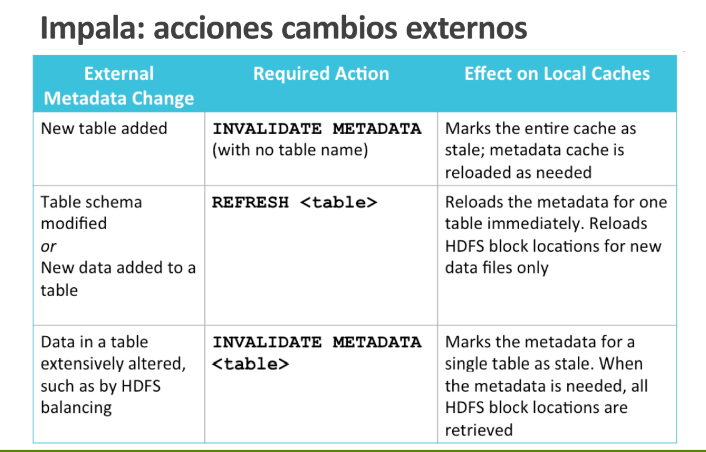 Impala: acciones cambios externos
External
Metadata Change
Required Action
Effect on Local Caches
New table added
INVALIDATE METADATA
(with no table name)
Marks the entire cache as
stale; metadata cache is
reloaded as needed
Table schema
modified
or
New data added to a
table
REFRESH <table>
Reloads the metadata for one
table immediately. Reloads
HDFS block locations for new
data files only
Data in a table
extensively altered,
such as by HDFS
balancing
INVALIDATE METADATA
<table>
Marks the metadata for a
single table as stale. When
the metadata is needed, all
HDFS block locations are
retrieved